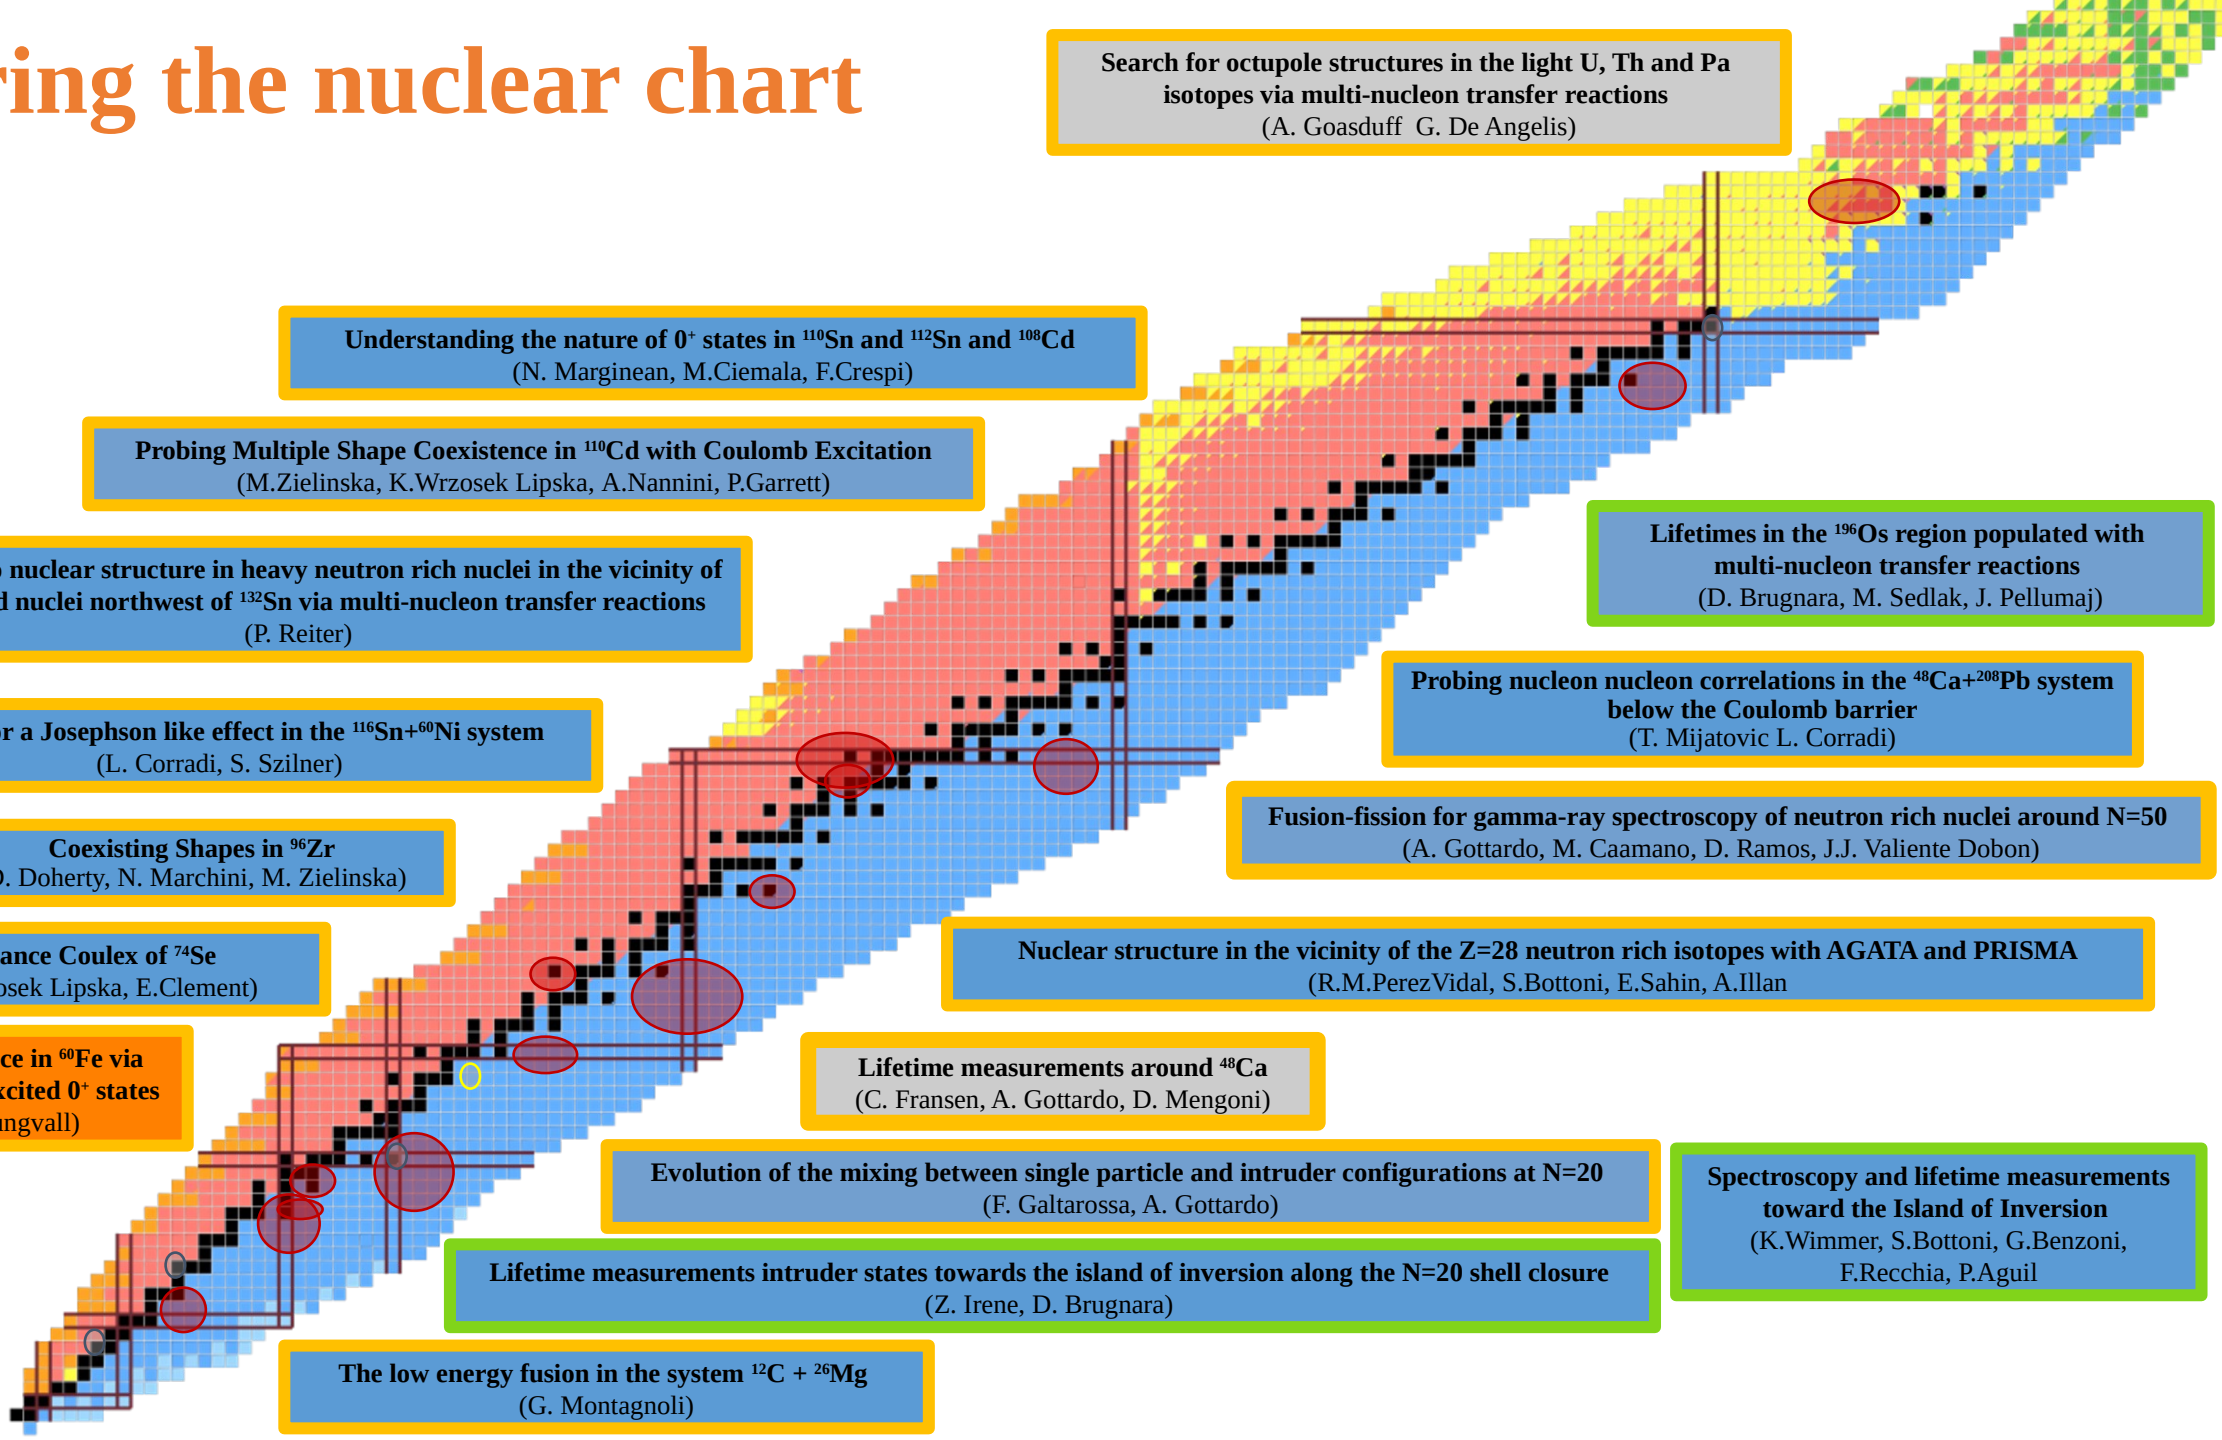 ring the nuclear chart
Search for octupole structures in the light U, Th and Pa
isotopes via multi-nucleon transfer reactions
(A. Goasduff G. De Angelis)
Understanding the nature of 0⁺ states in ¹¹⁰Sn and ¹¹²Sn and ¹⁰⁸Cd
(N. Marginean, M.Ciemala, F.Crespi)
Probing Multiple Shape Coexistence in ¹¹⁰Cd with Coulomb Excitation
(M.Zielinska, K.Wrzosek Lipska, A.Nannini, P.Garrett)
nuclear structure in heavy neutron rich nuclei in the vicinity of
nuclei northwest of ¹³²Sn via multi-nucleon transfer reactions
(P. Reiter)
Lifetimes in the ¹⁹⁶Os region populated with
multi-nucleon transfer reactions
(D. Brugnara, M. Sedlak, J. Pellumaj)
Probing nucleon nucleon correlations in the ⁴⁸Ca+²⁰⁸Pb system
below the Coulomb barrier
(T. Mijatovic L. Corradi)
r a Josephson like effect in the ¹¹⁶Sn+⁶⁰Ni system
(L. Corradi, S. Szilner)
Fusion-fission for gamma-ray spectroscopy of neutron rich nuclei around N=50
(A. Gottardo, M. Caamano, D. Ramos, J.J. Valiente Dobon)
Coexisting Shapes in ⁹⁶Zr
. Doherty, N. Marchini, M. Zielinska)
ance Coulex of ⁷⁴Se
osek Lipska, E.Clement)
Nuclear structure in the vicinity of the Z=28 neutron rich isotopes with AGATA and PRISMA
(R.M.PerezVidal, S.Bottoni, E.Sahin, A.Illan
ce in ⁶⁰Fe via
xcited 0⁺ states
ungvall)
Lifetime measurements around ⁴⁸Ca
(C. Fransen, A. Gottardo, D. Mengoni)
Evolution of the mixing between single particle and intruder configurations at N=20
(F. Galtarossa, A. Gottardo)
Spectroscopy and lifetime measurements
toward the Island of Inversion
(K.Wimmer, S.Bottoni, G.Benzoni,
F.Recchia, P.Aguil
Lifetime measurements intruder states towards the island of inversion along the N=20 shell closure
(Z. Irene, D. Brugnara)
The low energy fusion in the system ¹²C + ²⁶Mg
(G. Montagnoli)